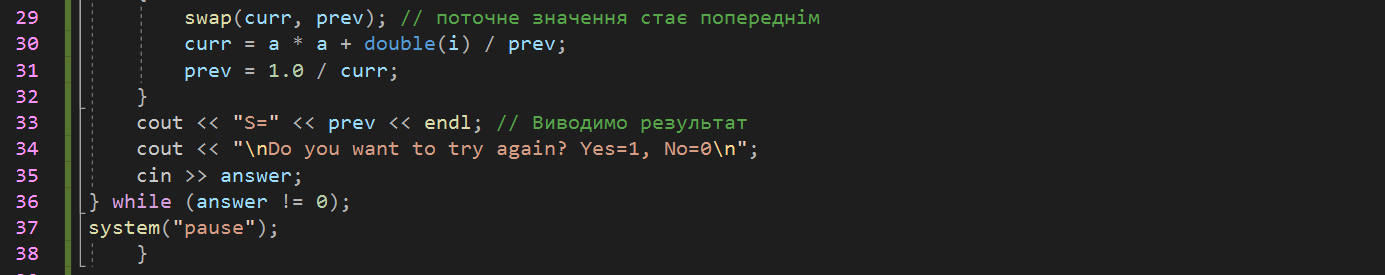 29 swap(curr, prev); // поточне значення стає попереднім
30 curr = a * a + double(i) / prev;
31 prev = 1.0 / curr;
32 }
33 cout << "S=" << prev << endl; // Виводимо результат
34 cout << "\nDo you want to try again? Yes=1, No=0\n";
35 cin >> answer;
36 } while (answer != 0);
37 system("pause");
38 }